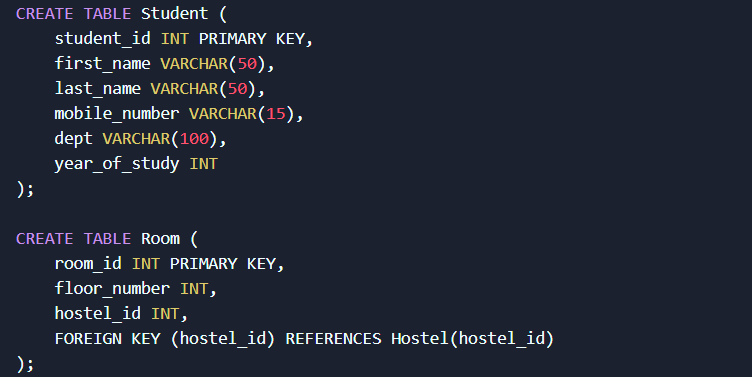 CREATE TABLE Student (
    student_id INT PRIMARY KEY,
    first_name VARCHAR(50),
    last_name VARCHAR(50),
    mobile_number VARCHAR(15),
    dept VARCHAR(100),
    year_of_study INT
);

CREATE TABLE Room (
    room_id INT PRIMARY KEY,
    floor_number INT,
    hostel_id INT,
    FOREIGN KEY (hostel_id) REFERENCES Hostel(hostel_id)
);